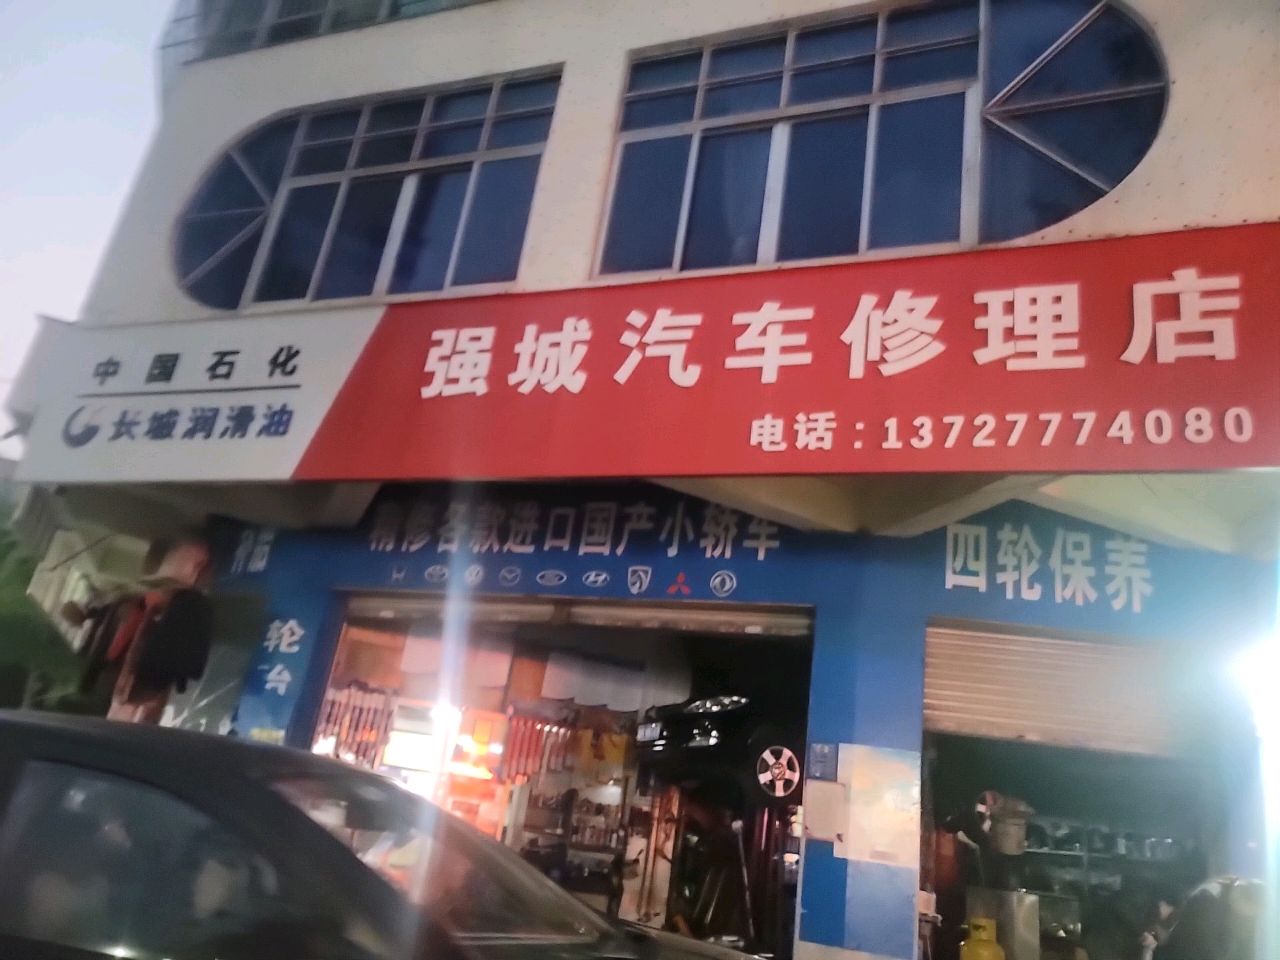 中国石化
长城润滑油
强城汽车修理店
电话：13727774080
精修各款进口国产小轿车
四轮保养
轮
台